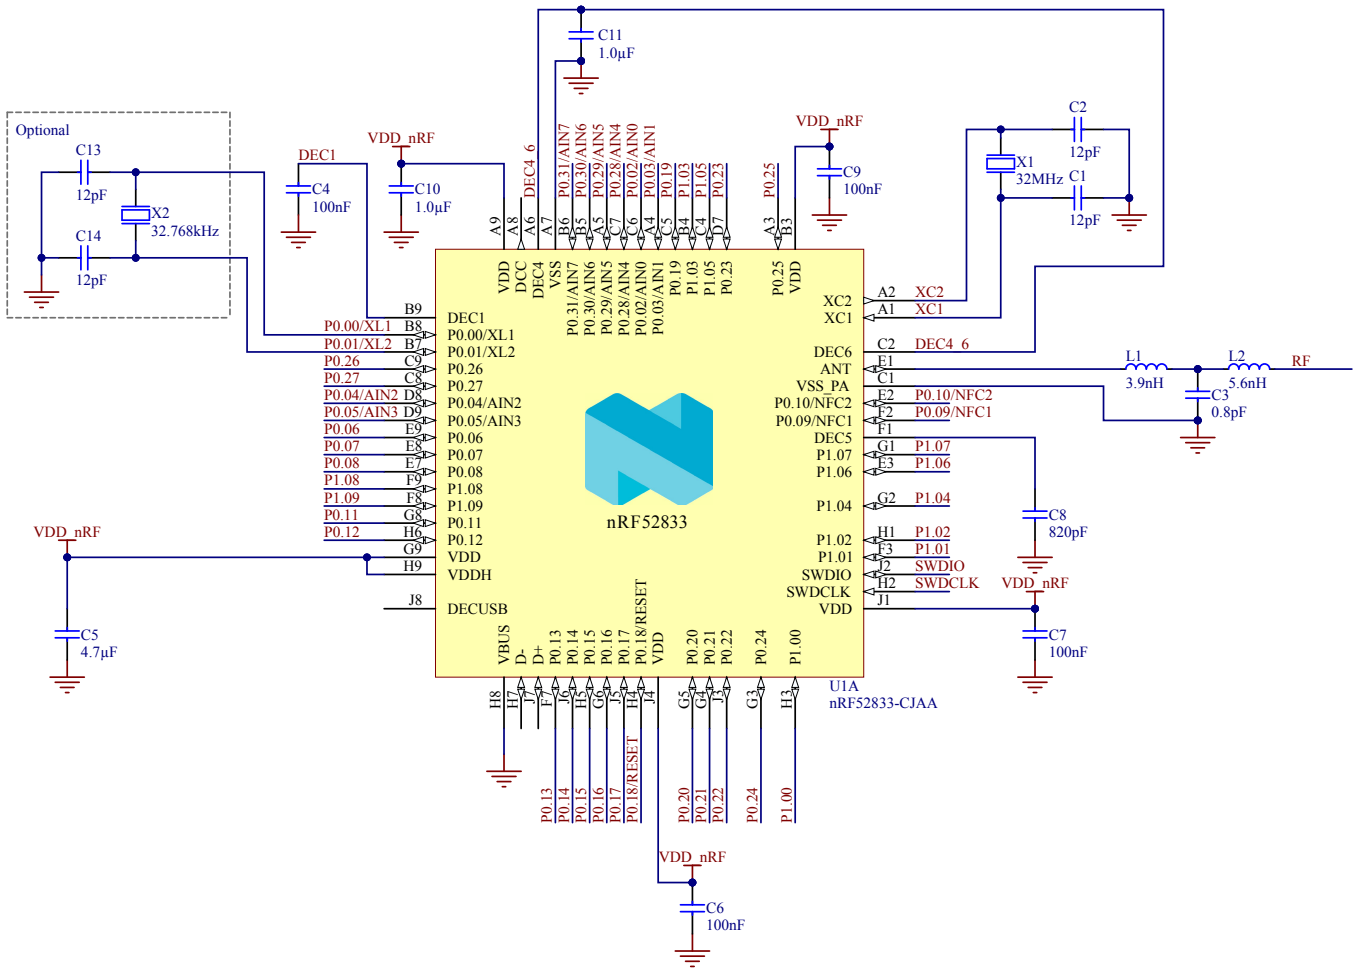 C11
1.0µF
Optional
C13
12pF
X2
32.768kHz
C14
12pF
DEC1
C4
100nF
VDD_nRF
C10
1.0µF
DEC4_6
P0.31/AIN7
P0.30/AIN6
P0.29/AIN5
P0.28/AIN4
P0.02/AIN0
P0.03/AIN1
P0.19
P1.03
P1.05
P0.23
P0.25
VDD_nRF
C9
100nF
C2
12pF
X1
32MHz
C1
12pF
A9
A8
A6
A7
B6
B5
A5
C7
C6
A4
C5
B4
C4
D7
A3
B3
VDD
DCC
DEC4
VSS
P0.31/AIN7
P0.30/AIN6
P0.29/AIN5
P0.28/AIN4
P0.02/AIN0
P0.03/AIN1
P0.19
P1.03
P1.05
P0.23
P0.25
VDD
B9 DEC1
P0.00/XL1 B8 P0.00/XL1
P0.01/XL2 B7 P0.01/XL2
P0.26 C9 P0.26
P0.27 C8 P0.27
P0.04/AIN2 D8 P0.04/AIN2
P0.05/AIN3 D9 P0.05/AIN3
P0.06 E9 P0.06
P0.07 E8 P0.07
P0.08 E7 P0.08
P1.08 F9 P1.08
P1.09 F8 P1.09
P0.11 G8 P0.11
P0.12 H6 P0.12
G9 VDD
H9 VDDH
J8 DECUSB
VDD_nRF
C5
4.7µF
nRF52833
XC2 A2 XC2
XC1 A1 XC1
DEC6 C2 DEC4_6
ANT E1
VSS_PA C1
P0.10/NFC2 E2 P0.10/NFC2
P0.09/NFC1 F2 P0.09/NFC1
DEC5 F1
P1.07 G1 P1.07
P1.06 E3 P1.06
P1.04 G2 P1.04
P1.02 H1 P1.02
P1.01 F3 P1.01
SWDIO J2 SWDIO
SWDCLK H2 SWDCLK
VDD J1
L1
3.9nH
L2
5.6nH
RF
C3
0.8pF
C8
820pF
VDD_nRF
C7
100nF
VBUS
D-
D+
P0.13
P0.14
P0.15
P0.16
P0.17
P0.18/RESET
VDD
P0.20
P0.21
P0.22
P0.24
P1.00
U1A
nRF52833-CJAA
H8
H7
J7
F7
J6
H5
G6
J5
H4
J4
G5
G4
J3
G3
H3
P0.13
P0.14
P0.15
P0.16
P0.17
P0.18/RESET
P0.20
P0.21
P0.22
P0.24
P1.00
VDD_nRF
C6
100nF